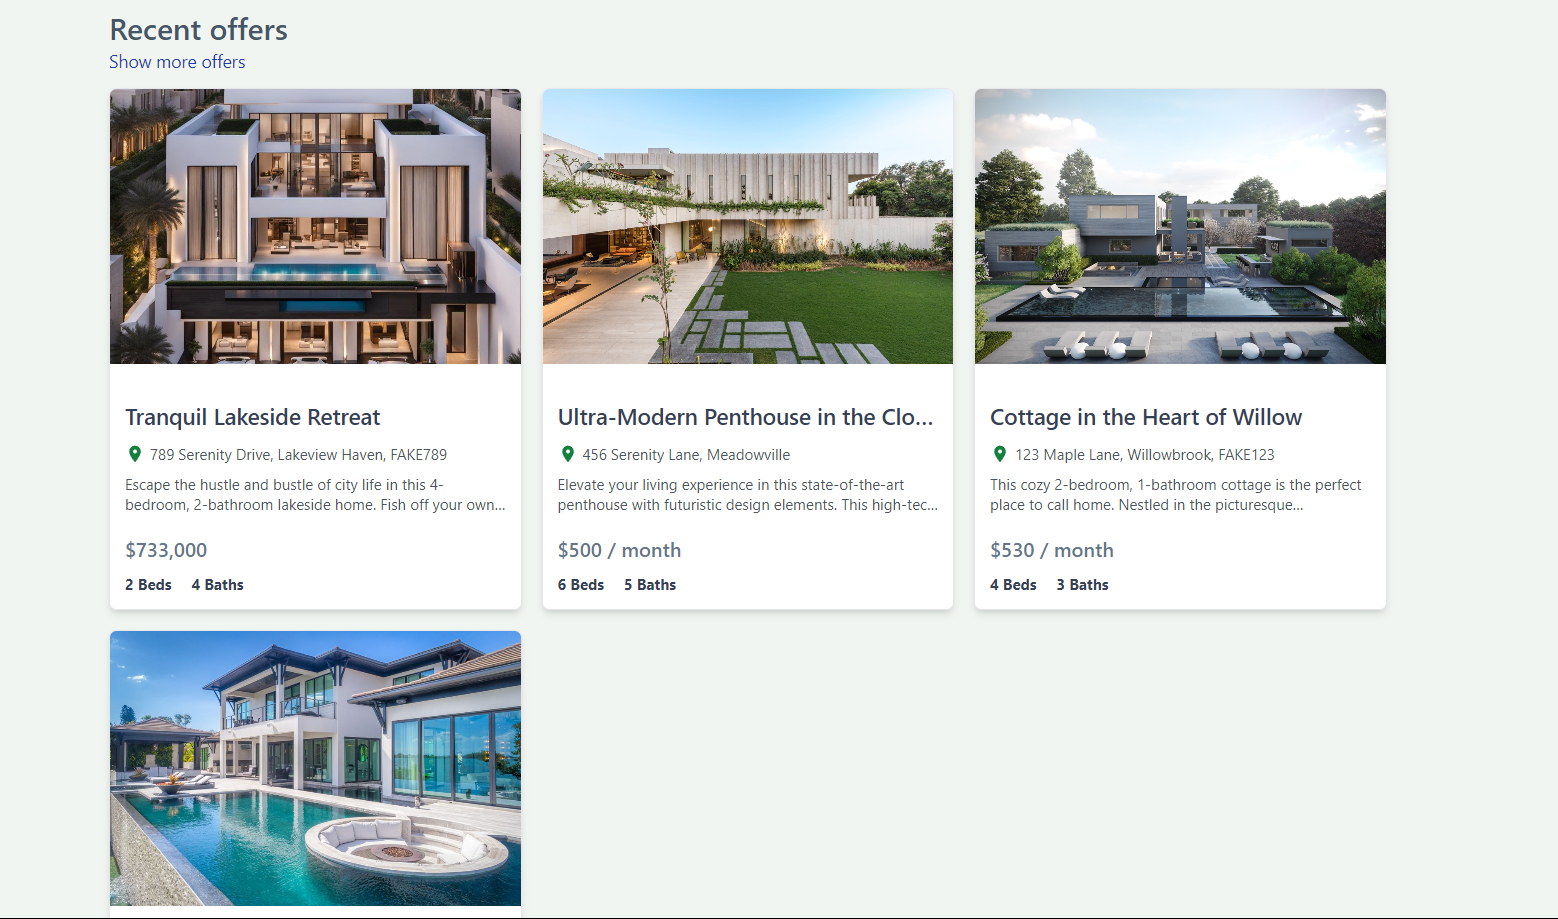 Recent offers
Show more offers
Tranquil Lakeside Retreat
789 Serenity Drive, Lakeview Haven, FAKE789
Escape the hustle and bustle of city life in this 4-
bedroom, 2-bathroom lakeside home. Fish off your own...
$733,000
2 Beds 4 Baths
Ultra-Modern Penthouse in the Clo...
456 Serenity Lane, Meadowville
Elevate your living experience in this state-of-the-art
penthouse with futuristic design elements. This high-tec...
$500 / month
6 Beds 5 Baths
Cottage in the Heart of Willow
123 Maple Lane, Willowbrook, FAKE123
This cozy 2-bedroom, 1-bathroom cottage is the perfect
place to call home. Nestled in the picturesque...
$530 / month
4 Beds 3 Baths